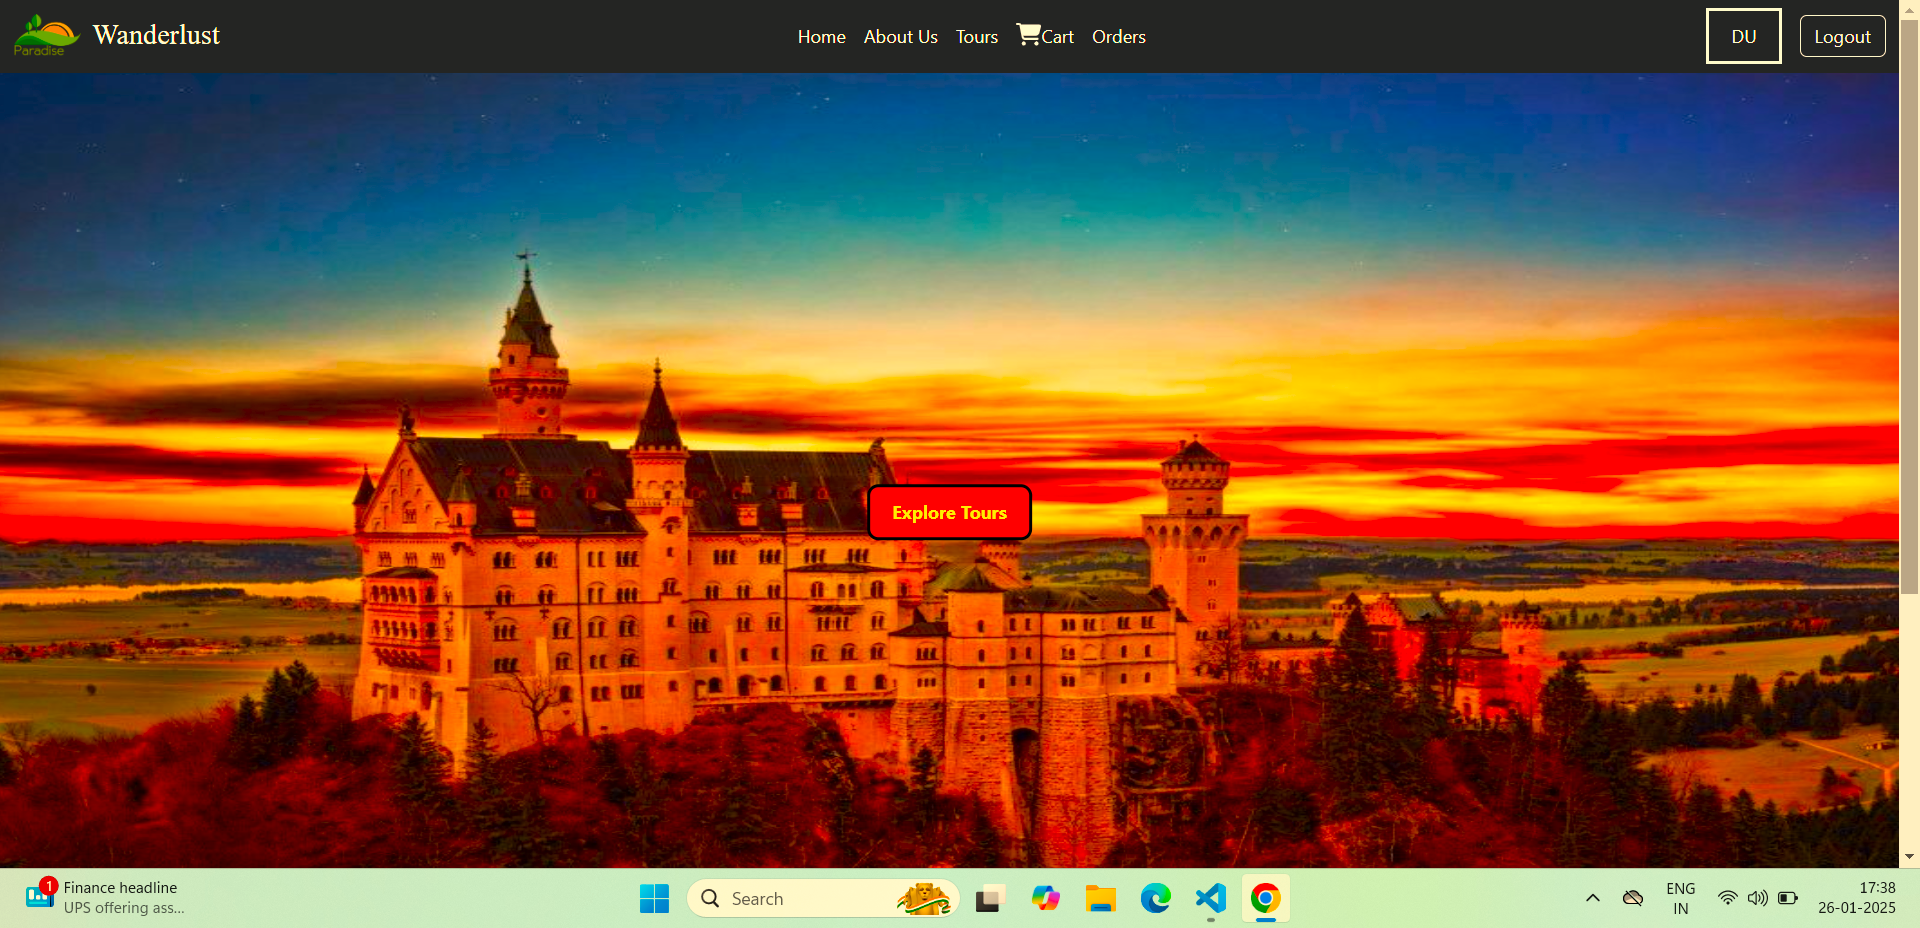 Paradise
Wanderlust
Home
About Us
Tours
Cart
Orders
DU
Logout
Explore Tours
1
Finance headline
UPS offering ass...
Search
ENG
IN
17:38
26-01-2025